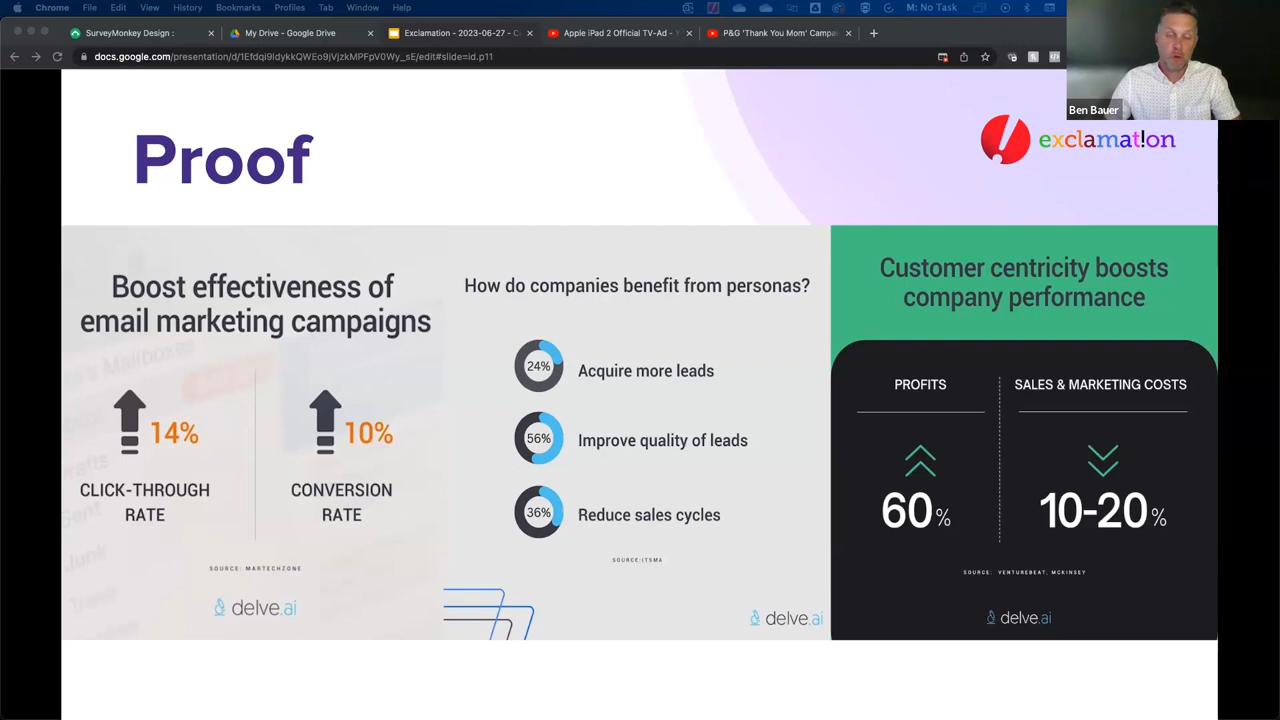 Chrome File Edit View History Bookmarks Profiles Tab Window Help
M: No Task
SurveyMonkey Design :
My Drive - Google Drive
Exclamation - 2023-06-27 - C
Apple iPad 2 Official TV-Ad - Y
P&G 'Thank You Mom' Campa
docs.google.com/presentation/d/1Efdqi9IdykkQWEo9jVjzkMPFpV0Wy_sE/edit#slide=id.p11
Ben Bauer
Proof
exclamat!on
Boost effectiveness of
email marketing campaigns
14%
10%
CLICK-THROUGH
RATE
CONVERSION
RATE
SOURCE: MARTECHZONE
delve.ai
How do companies benefit from personas?
24%
Acquire more leads
56%
Improve quality of leads
36%
Reduce sales cycles
SOURCE:ITSMA
delve.ai
Customer centricity boosts
company performance
PROFITS
SALES & MARKETING COSTS
60%
10-20%
SOURCE: VENTUREBEAT, MCKINSEY
delve.ai